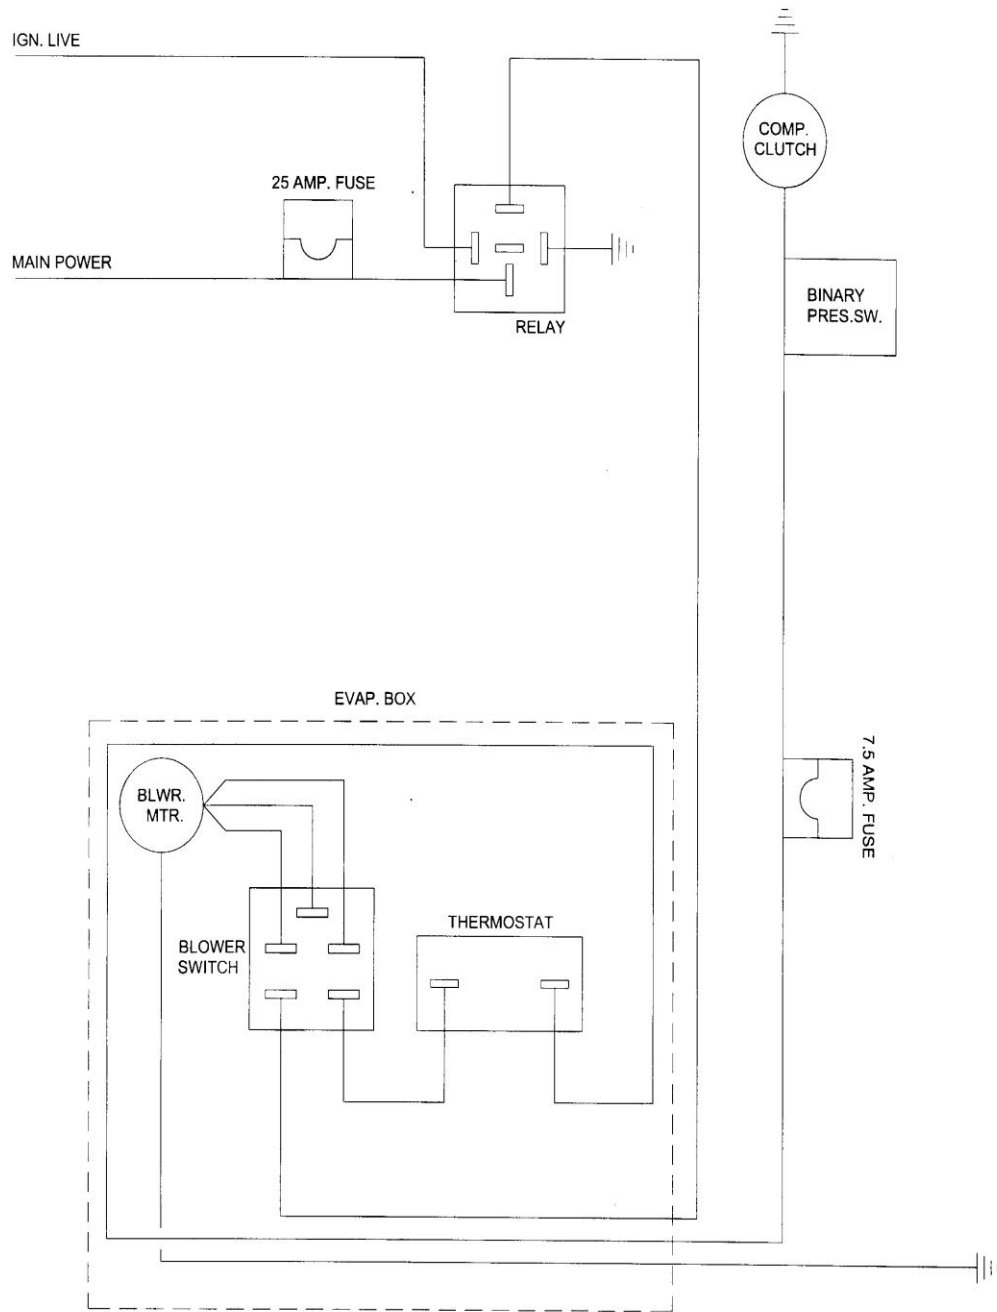 IGN. LIVE
COMP.
CLUTCH
25 AMP. FUSE
MAIN POWER
BINARY
PRES.SW.
RELAY
EVAP. BOX
7.5 AMP. FUSE
BLWR.
MTR.
THERMOSTAT
BLOWER
SWITCH